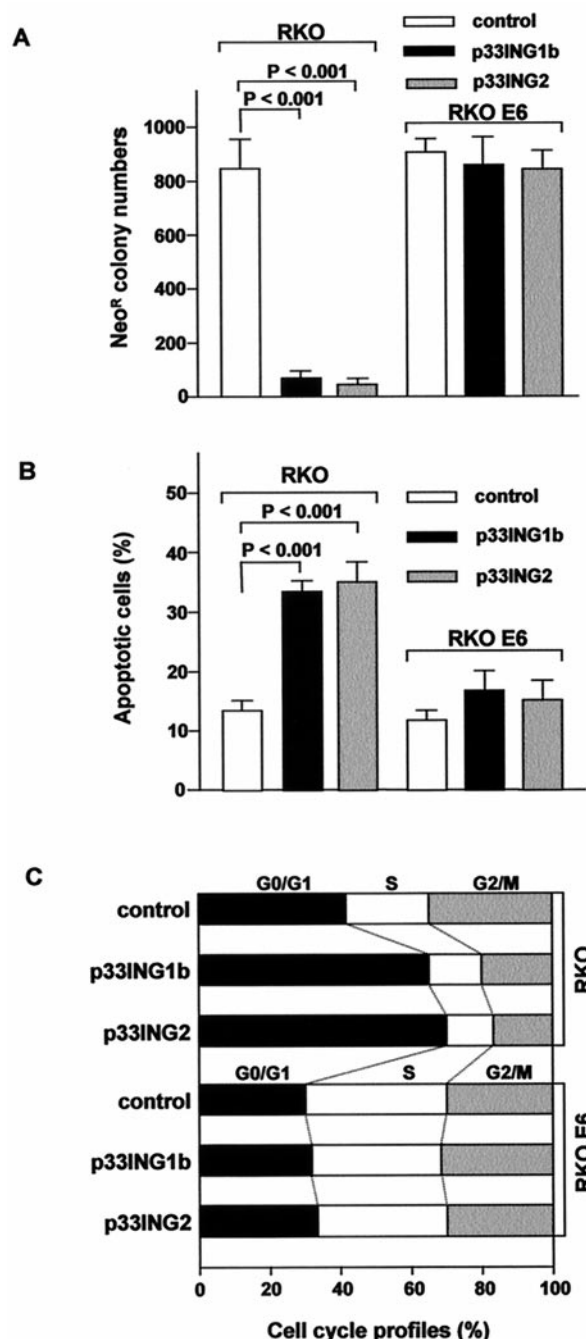 A
RKO
control
p33ING1b
p33ING2
P < 0.001
P < 0.001
RKO E6
Neo^R colony numbers
1000
800
600
400
200
0
B
RKO
control
p33ING1b
p33ING2
P < 0.001
P < 0.001
RKO E6
Apoptotic cells (%)
50
40
30
20
10
0
C
G0/G1 S G2/M
control
p33ING1b
p33ING2
RKO
G0/G1 S G2/M
control
p33ING1b
p33ING2
RKO E6
0 20 40 60 80 100
Cell cycle profiles (%)